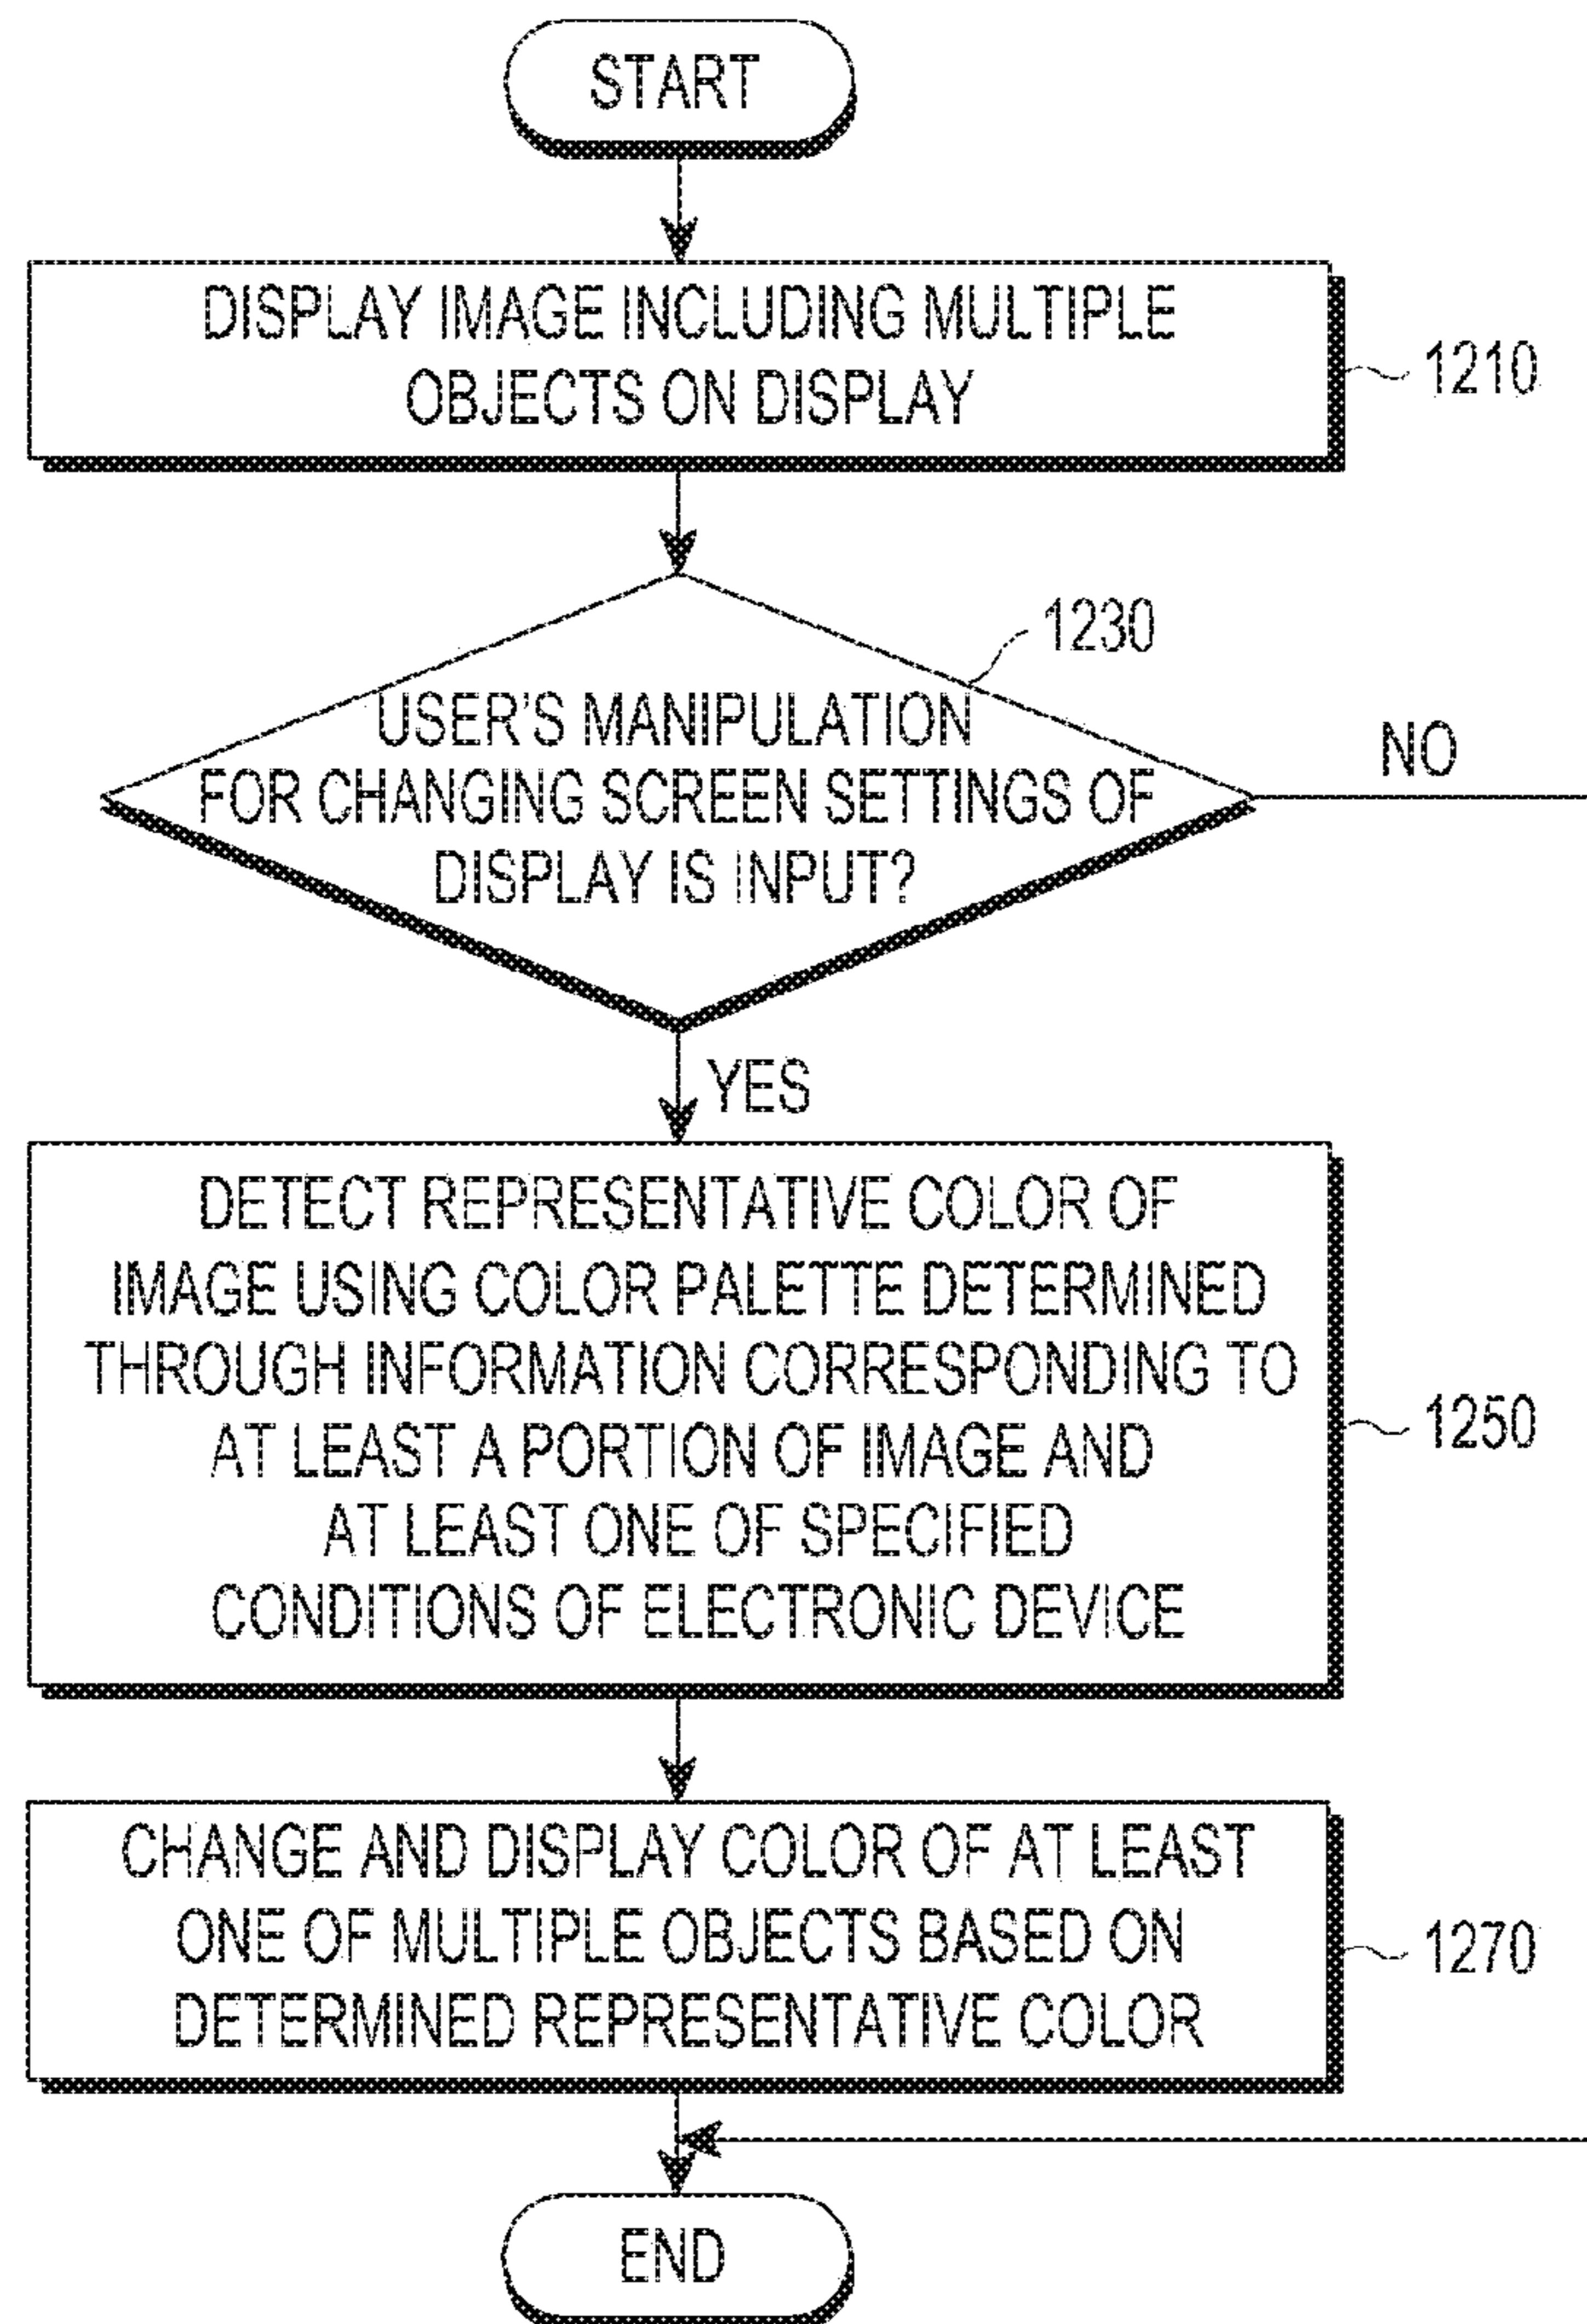 START
DISPLAY IMAGE INCLUDING MULTIPLE
OBJECTS ON DISPLAY
1210
1230
USER'S MANIPULATION
FOR CHANGING SCREEN SETTINGS OF
DISPLAY IS INPUT?
NO
YES
DETECT REPRESENTATIVE COLOR OF
IMAGE USING COLOR PALETTE DETERMINED
THROUGH INFORMATION CORRESPONDING TO
AT LEAST A PORTION OF IMAGE AND
AT LEAST ONE OF SPECIFIED
CONDITIONS OF ELECTRONIC DEVICE
1250
CHANGE AND DISPLAY COLOR OF AT LEAST
ONE OF MULTIPLE OBJECTS BASED ON
DETERMINED REPRESENTATIVE COLOR
1270
END